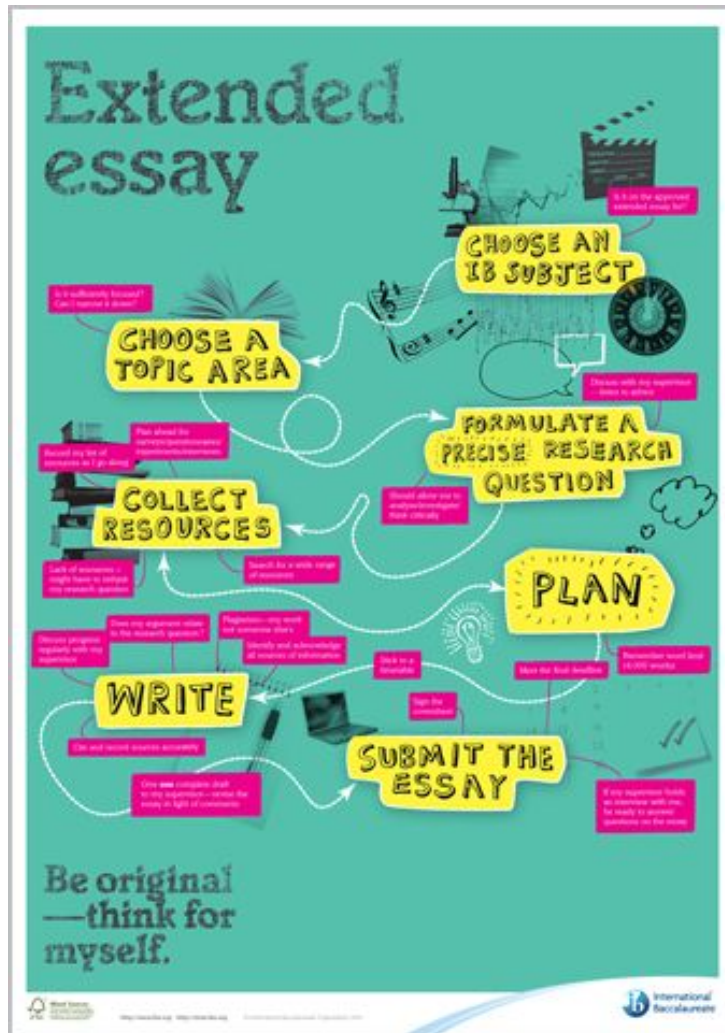 Extended
essay
Is it on the approved
extended essay list?
CHOOSE AN
IB SUBJECT
Is it sufficiently focused?
Can I narrow it down?
CHOOSE A
TOPIC AREA
Discuss with my supervisor
—listen to advice
FORMULATE A
PRECISE RESEARCH
QUESTION
Should allow me to
analyse/investigate/
think critically
Plan ahead for
surveys/questionnaires/
experiments/interviews
Record my list of
resources as I go along
COLLECT
RESOURCES
Lack of resources –
might have to rethink
my research question
Search for a wide range
of resources
PLAN
Remember word limit
Stick to a
timetable
Does my argument relate
to the research question?
Plagiarism—my work
not someone else's
Identify and acknowledge
all sources of information
Discuss progress
regularly with my
supervisor
WRITE
Cite and record sources accurately
Give one complete draft
to my supervisor—revise the
essay in light of comments
Meet the final deadline
Sign the
coversheet
SUBMIT THE
ESSAY
If my supervisor holds
an interview with me,
be ready to answer
questions on the essay
Be original
—think for
myself.
FSC
Mixed Sources
International
Baccalaureate